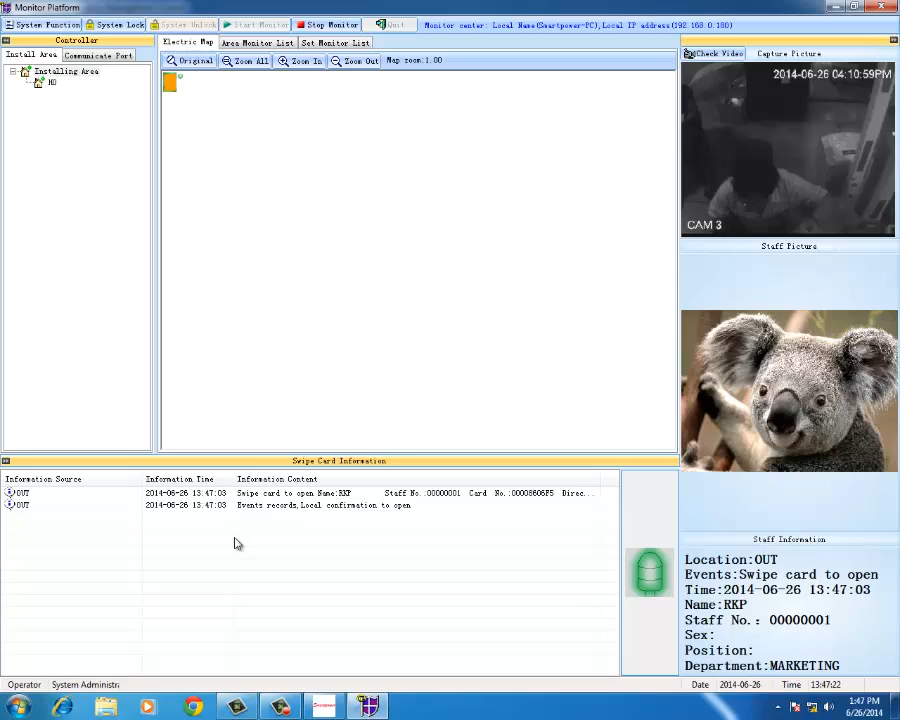 Monitor Platform
System Function System Lock System Unlock Start Monitor Stop Monitor Quit Monitor center: Local Name(Smartpower-PC),Local IP address(192.168.0.180)
Controller
Install Area Communicate Port
Installing Area
HO
Electric Map Area Monitor List Set Monitor List
Original Zoom All Zoom In Zoom Out Map zoom:1.00
Check Video Capture Picture
2014-06-26 04:10:59PM
CAM 3
Staff Picture
Swipe Card Information
Information Source Information Time Information Content
OUT 2014-06-26 13:47:03 Swipe card to open Name:RKP Staff No.:00000001 Card No.:00008606F5 Direc...
OUT 2014-06-26 13:47:03 Events records,Local confirmation to open
Staff Information
Location:OUT
Events:Swipe card to open
Time:2014-06-26 13:47:03
Name:RKP
Staff No.: 00000001
Sex:
Position:
Department:MARKETING
Operator System Administr
Date 2014-06-26 Time 13:47:22
Smartpower
1:47 PM
6/26/2014